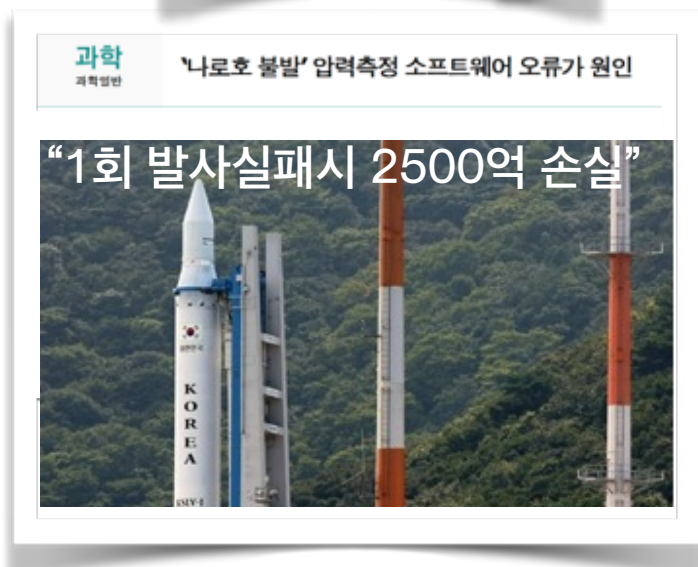 과학
과학일반
'나로호 불발' 압력측정 소프트웨어 오류가 원인
“1회 발사실패시 2500억 손실”
대한민국
KOREA
KSLV-I